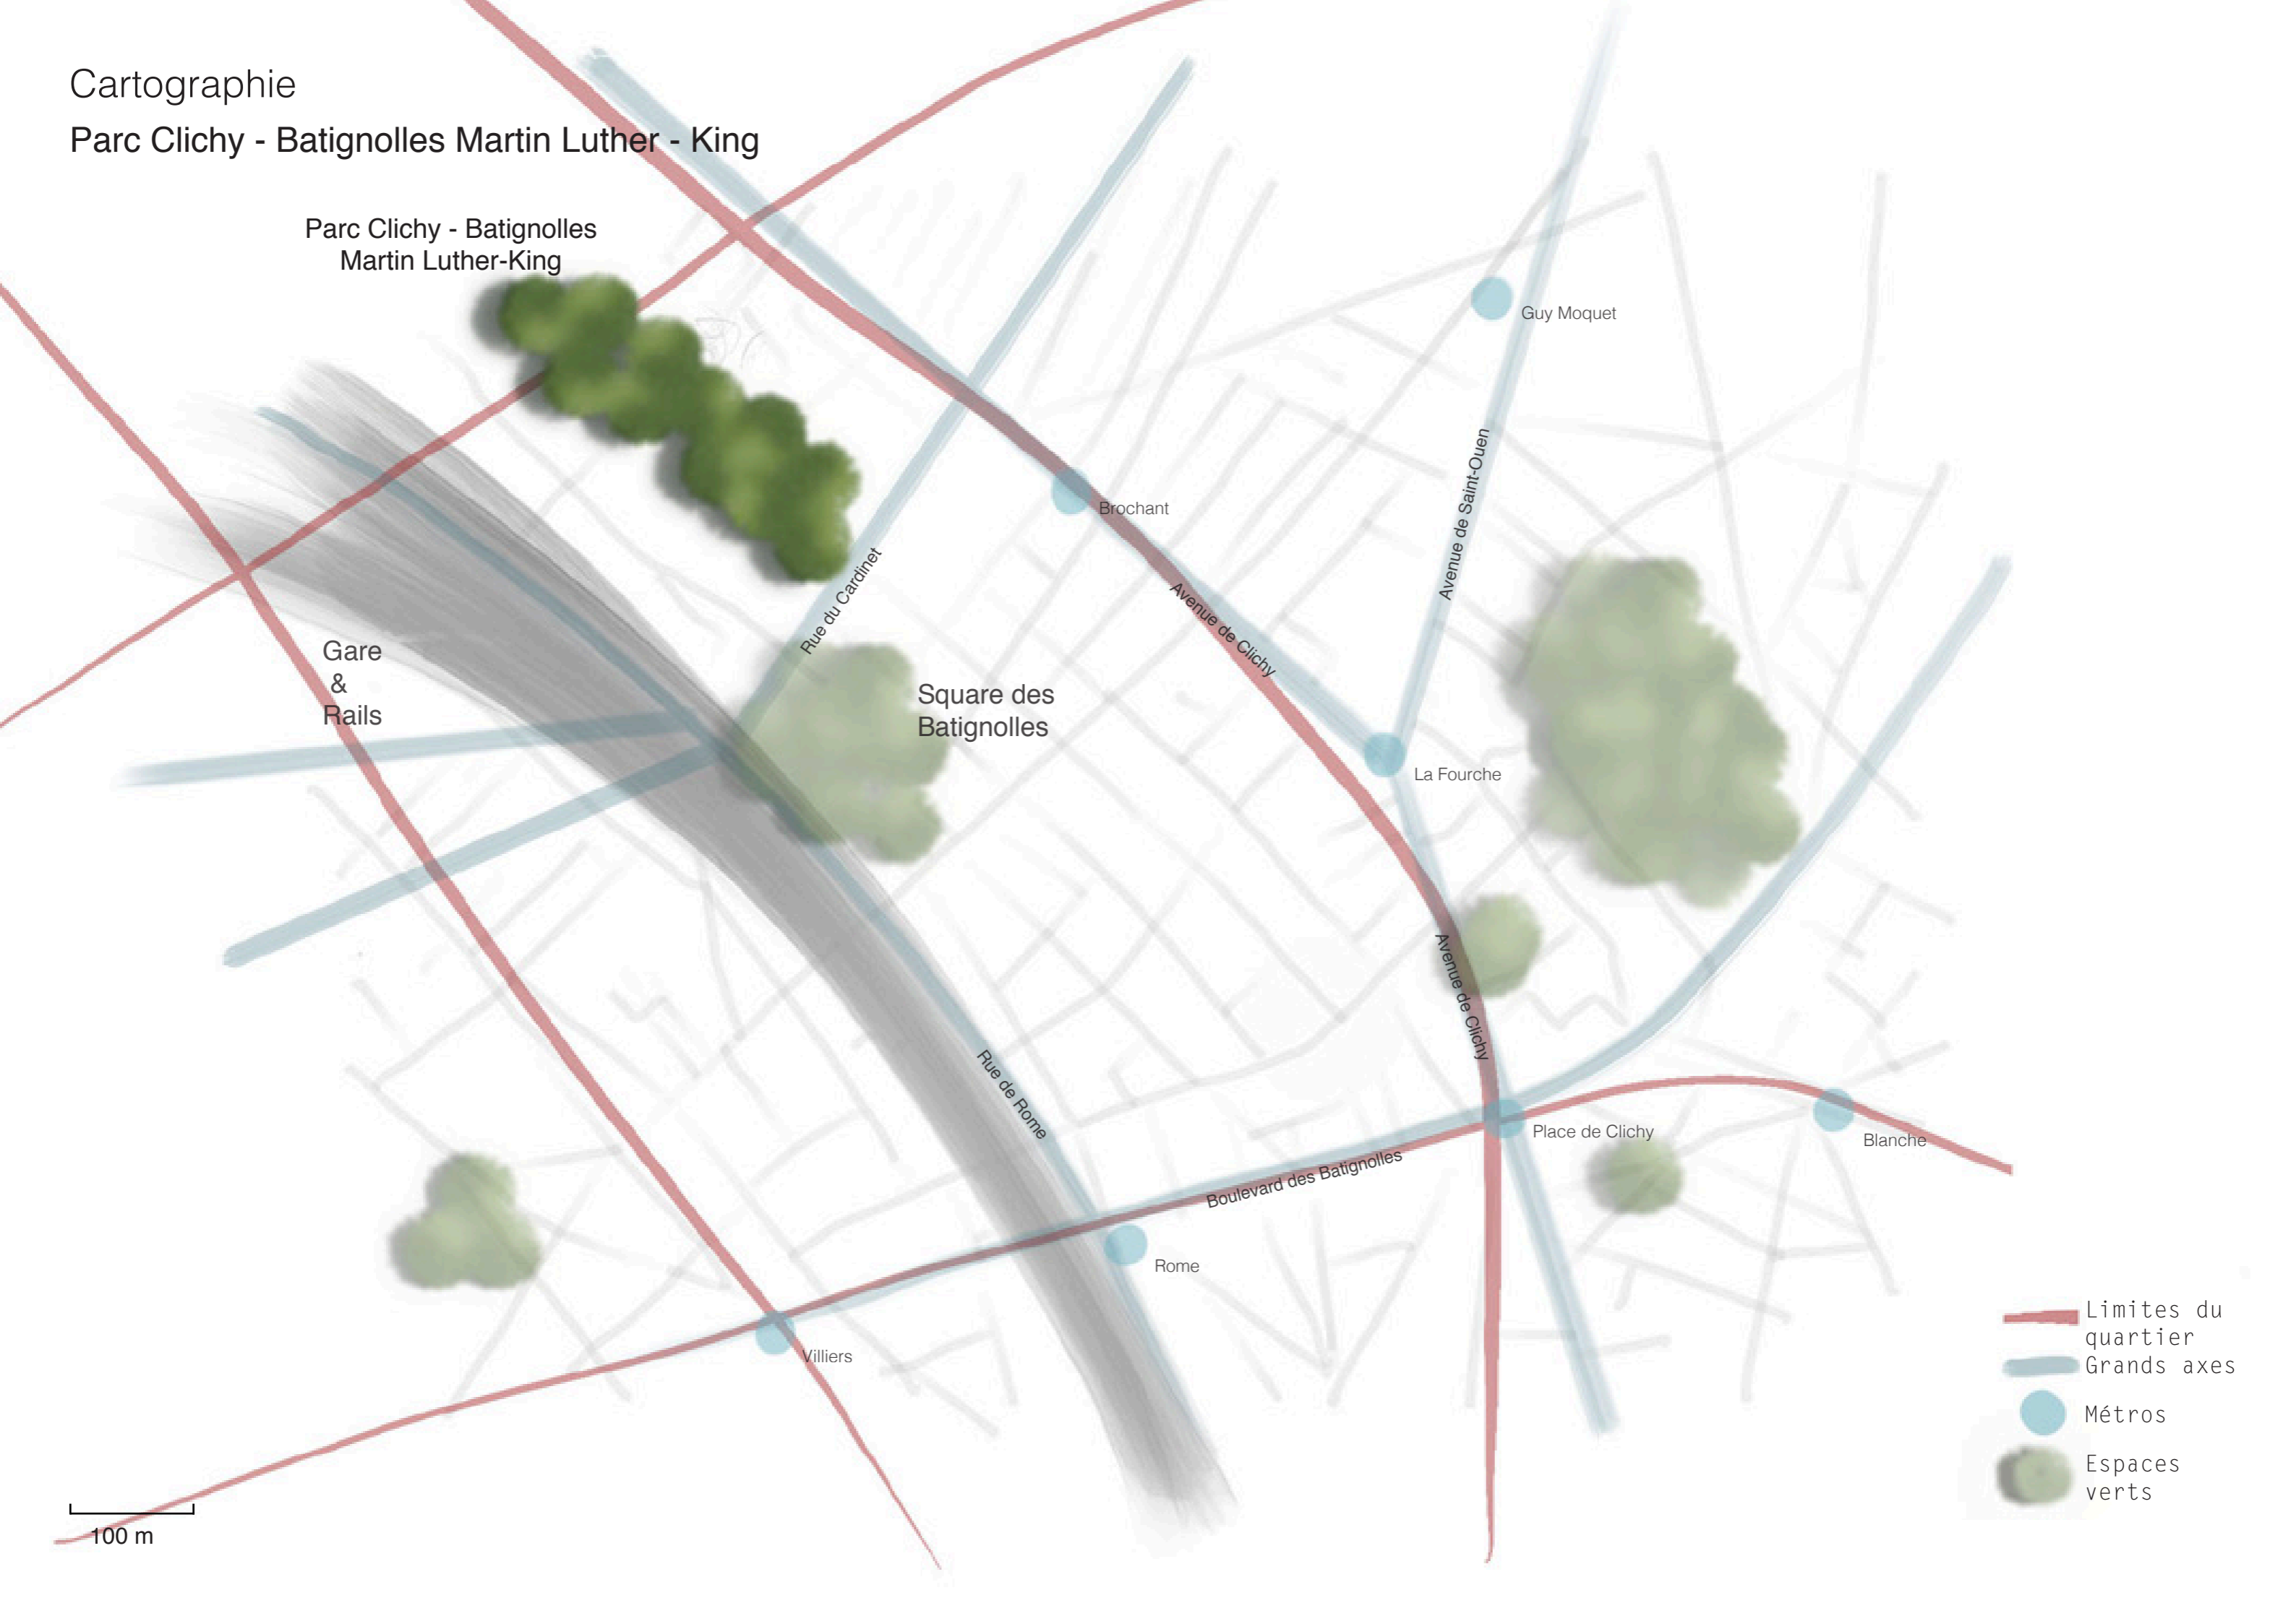 Cartographie
Parc Clichy - Batignolles Martin Luther - King
Parc Clichy - Batignolles
Martin Luther-King
Guy Moquet
Brochant
Avenue de Saint-Ouen
Rue du Cardinet
Avenue de Clichy
Gare
&
Rails
Square des
Batignolles
La Fourche
Avenue de Clichy
Rue de Rome
Place de Clichy
Blanche
Boulevard des Batignolles
Rome
Villiers
Limites du
quartier
Grands axes
Métros
Espaces
verts
100 m